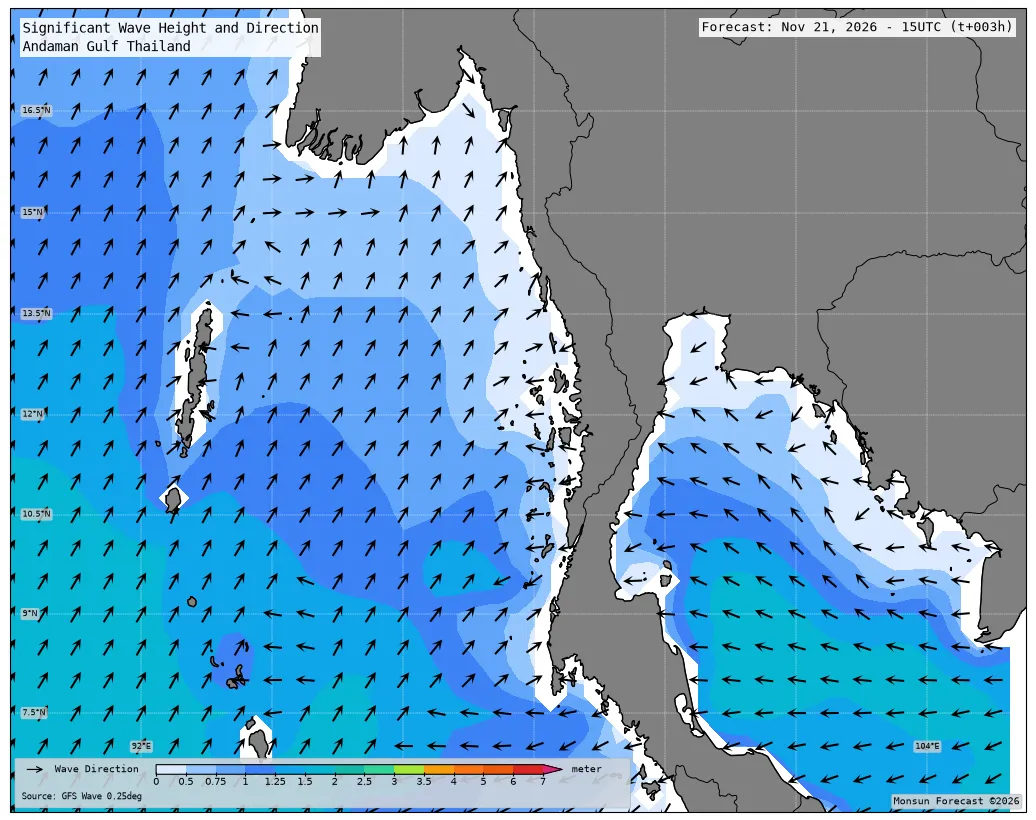 Significant Wave Height and Direction
Andaman Gulf Thailand
Forecast: Nov 21, 2026 - 15UTC (t+003h)
16.5°N
15°N
13.5°N
12°N
10.5°N
9°N
7.5°N
92°E
104°E
Wave Direction
0 0.5 0.75 1 1.25 1.5 2 2.5 3 3.5 4 5 6 7
meter
Source: GFS Wave 0.25deg
Monsun Forecast ©2026